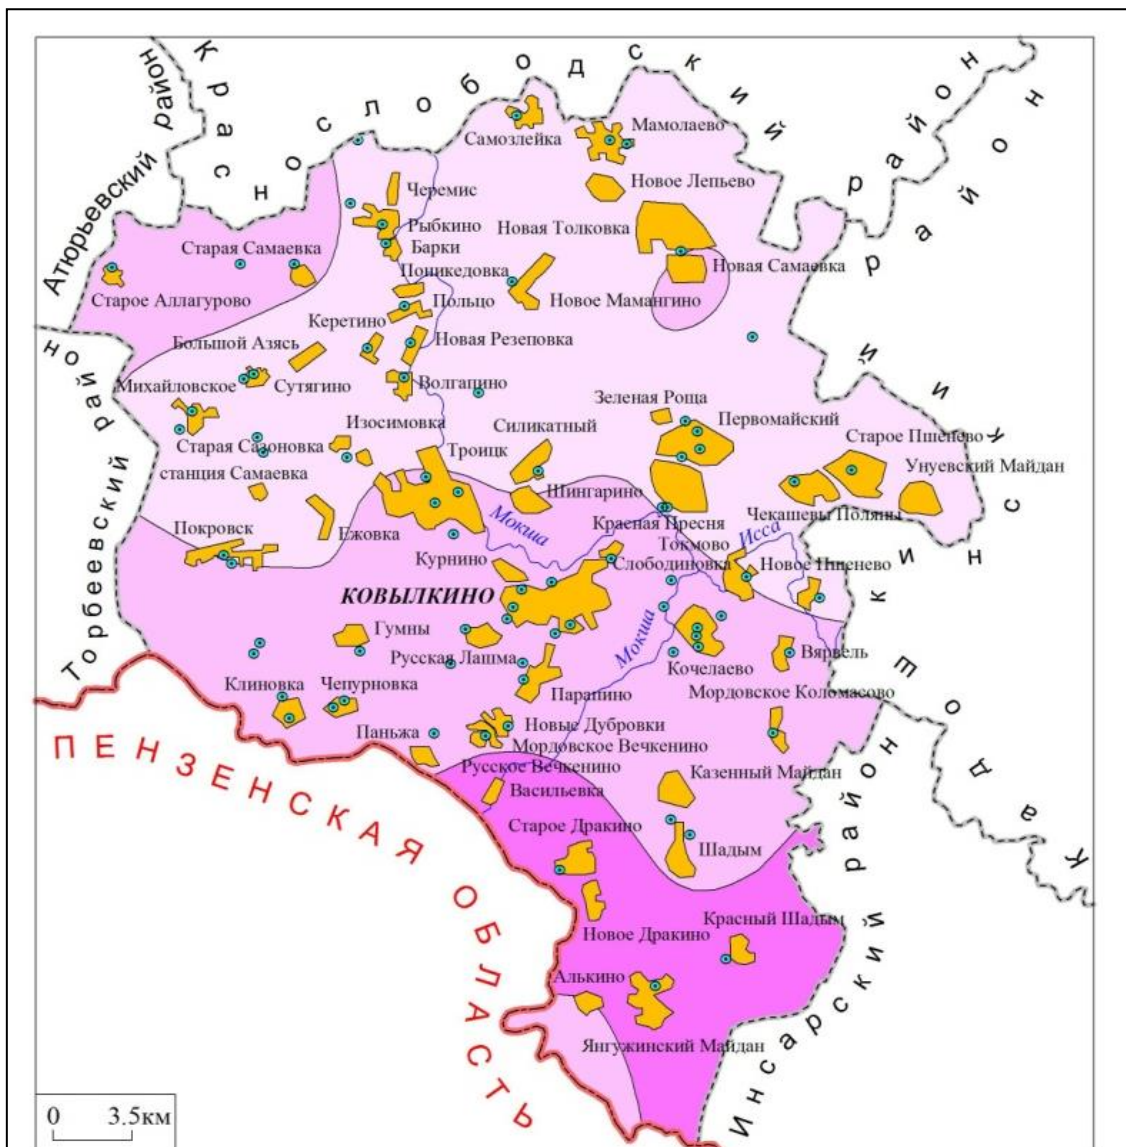 Краснослободский район
Атюрьевский район
Самозлейка
Мамолаево
Черемис
Новое Лепьево
Рыбкино
Новая Толковка
Старая Самаевка
Барки
Поникедовка
Новая Самаевка
Старое Аллагурово
Польцо
Новое Мамангино
Керетино
Новая Резеповка
Большой Азясь
Михайловское
Сутягино
Волгапино
Зеленая Роща
Изосимовка
Силикатный
Первомайский
Старая Сазоновка
Троицк
Старое Пшенево
станция Самаевка
Шингарино
Унуевский Майдан
Чекашевы Поляны
Покровск
Ежовка
Мокша
Красная Пресня
Исса
Токмово
Курнино
Слободиновка
Новое Пшенево
КОВЫЛКИНО
Гумны
Мокша
Русская Лашма
Кочелаево
Вярвель
Клиновка
Чепурновка
Парапино
Мордовское Коломасово
Паньжа
Новые Дубровки
Мордовское Вечкенино
Русское Вечкенино
Казенный Майдан
Васильевка
Старое Дракино
Шадым
Красный Шадым
Новое Дракино
Алькино
Янгужинский Майдан
Торбеевский район
Кадошкинский район
Инсарский район
ПЕНЗЕНСКАЯ ОБЛАСТЬ
0 3.5км